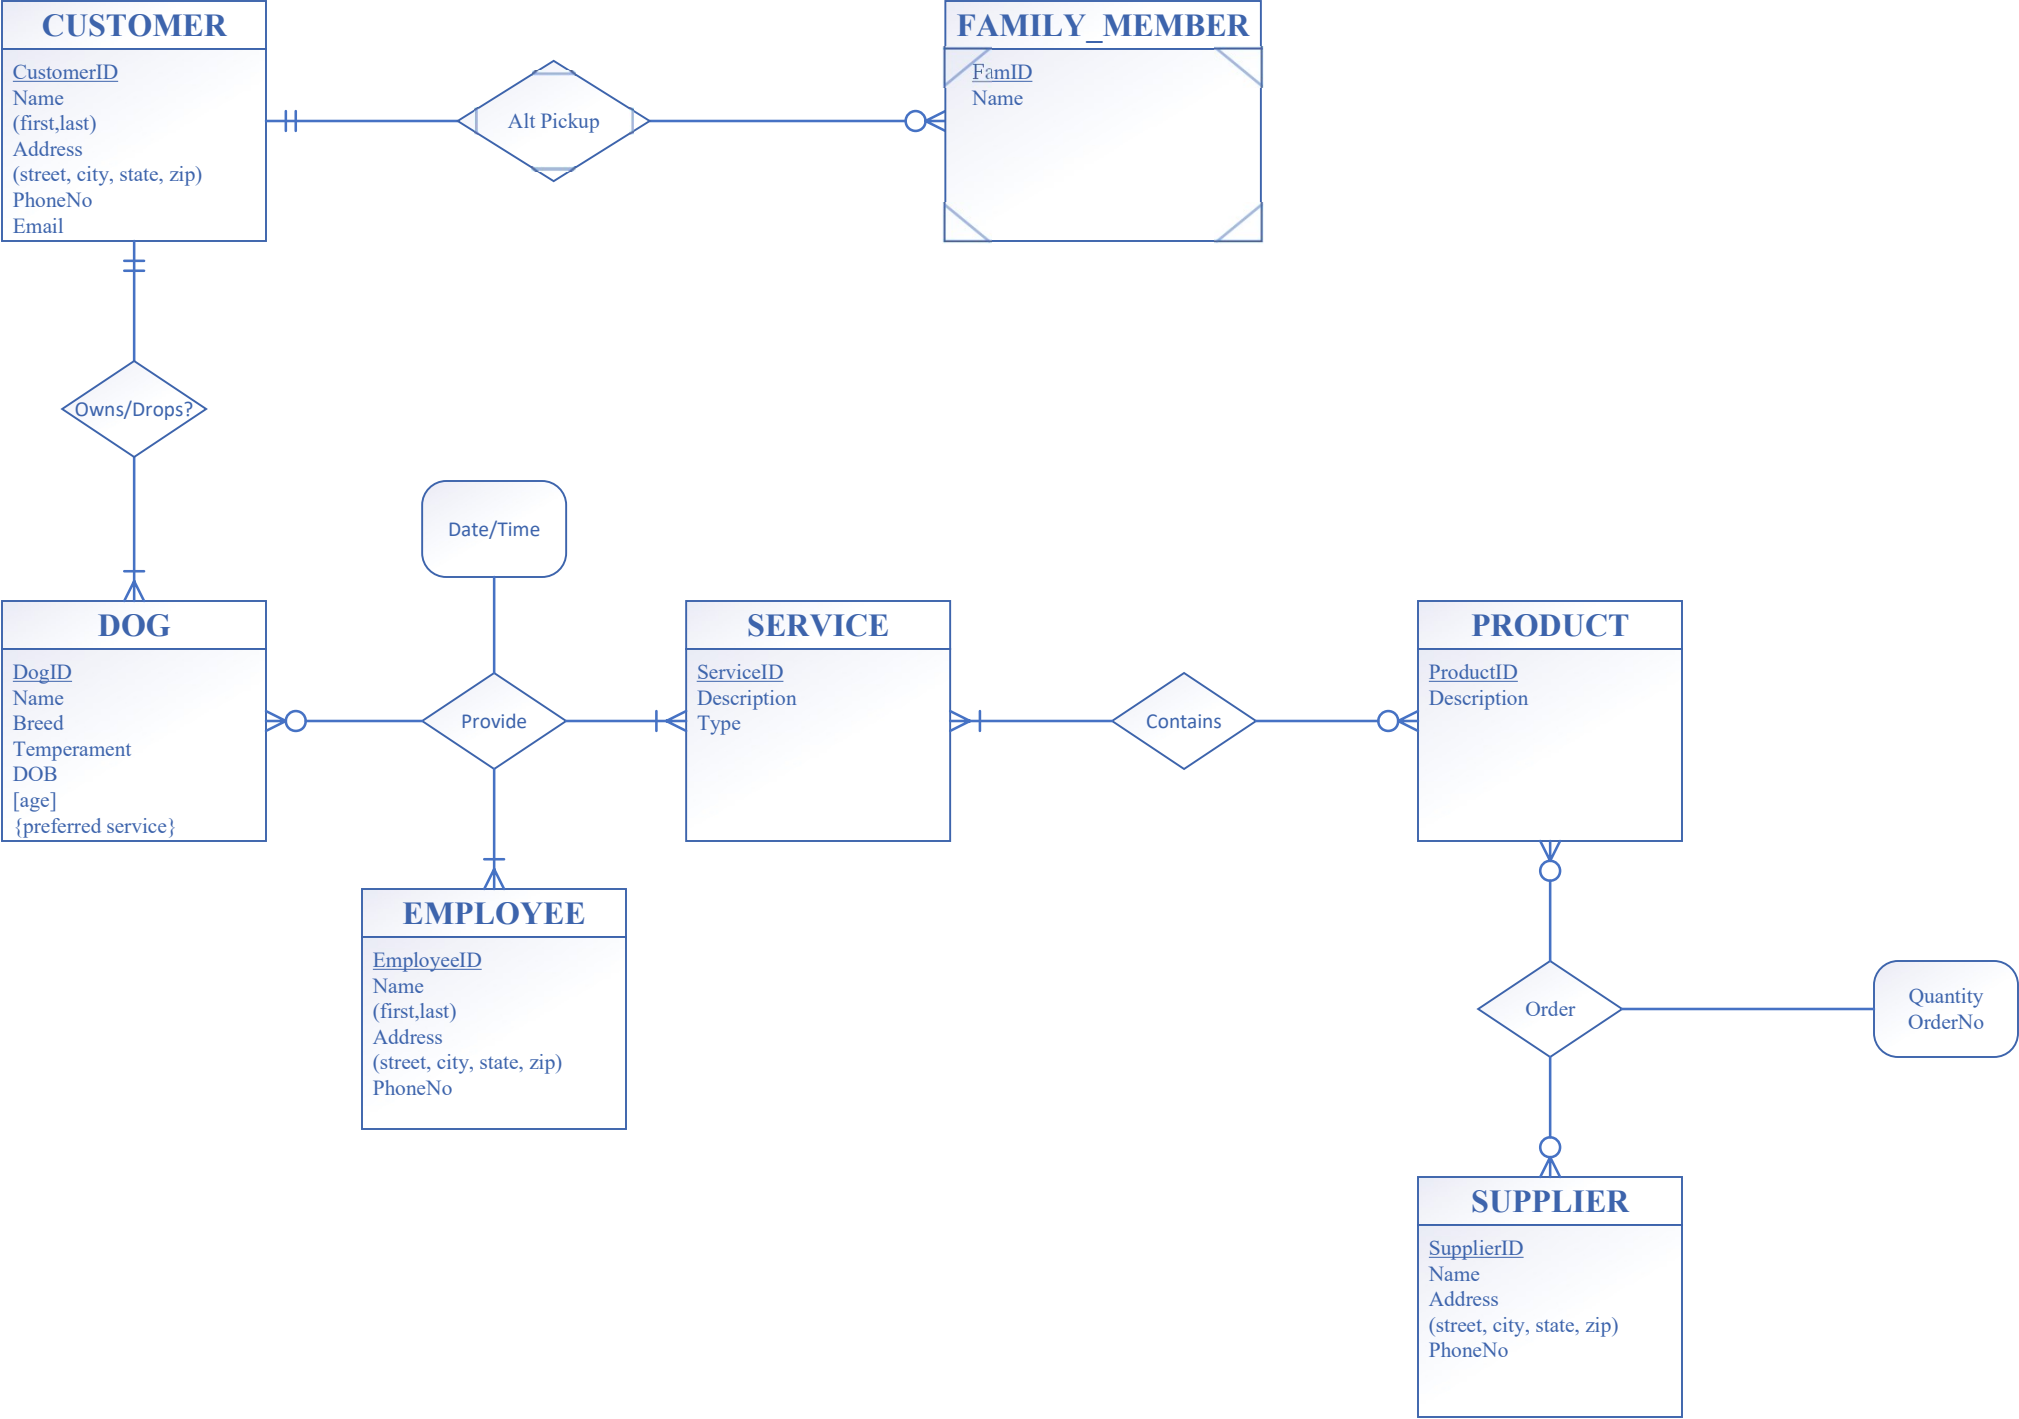 CUSTOMER
CustomerID
Name
(first,last)
Address
(street, city, state, zip)
PhoneNo
Email
Alt Pickup
FAMILY_MEMBER
FamID
Name
Owns/Drops?
Date/Time
DOG
DogID
Name
Breed
Temperament
DOB
[age]
{preferred service}
Provide
SERVICE
ServiceID
Description
Type
Contains
PRODUCT
ProductID
Description
EMPLOYEE
EmployeeID
Name
(first,last)
Address
(street, city, state, zip)
PhoneNo
Order
Quantity
OrderNo
SUPPLIER
SupplierID
Name
Address
(street, city, state, zip)
PhoneNo